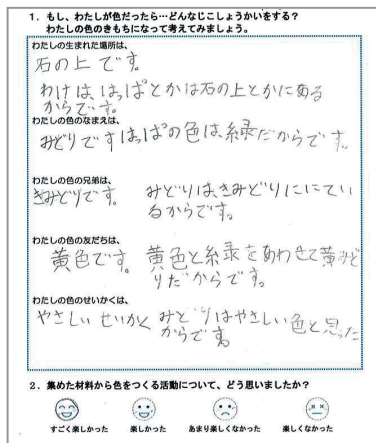 1．もし、わたしが色だったら…どんなじこしょうかいをする？
わたしの色のきもちになって考えてみましょう。
わたしの生まれた場所は、
石の上 です。
わけは、はっぱとかは石の上とかにある
からです。
わたしの色のなまえは、
みどりですはっぱの色は、緑だからです。
わたしの色の兄弟は、
きみどりです。 みどりは、きみどりににてい
るからです。
わたしの色の友だちは、
黄色です。 黄色と緑をあわせて黄みど
りだからです。
わたしの色のせいかくは、
やさしい せいかく みどりはやさしい色と思った
からです。
2．集めた材料から色をつくる活動について、どう思いましたか？
すごく楽しかった 楽しかった あまり楽しくなかった 楽しくなかった